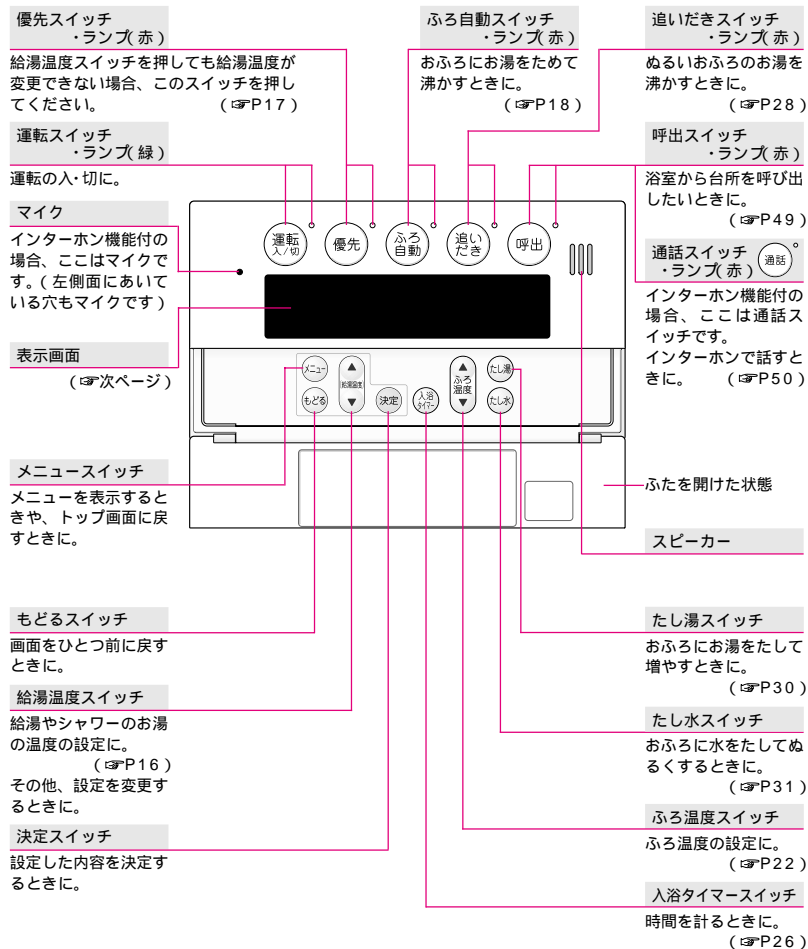 優先スイッチ
・ランプ(赤)
給湯温度スイッチを押しても給湯温度が
変更できない場合、このスイッチを押し
てください。 (☞P17)
運転スイッチ
・ランプ(緑)
運転の入・切に。
マイク
インターホン機能付の
場合、ここはマイクで
す。(左側面にあいて
いる穴もマイクです)
表示画面
(☞次ページ)
メニュースイッチ
メニューを表示すると
きや、トップ画面に戻
すときに。
もどるスイッチ
画面をひとつ前に戻す
ときに。
給湯温度スイッチ
給湯やシャワーのお湯
の温度の設定に。
(☞P16)
その他、設定を変更す
るときに。
決定スイッチ
設定した内容を決定す
るときに。
ふろ自動スイッチ
・ランプ(赤)
おふろにお湯をためて
沸かすときに。
(☞P18)
運転
入/切
優先
ふろ
自動
追い
だき
呼出
メニュー
もどる
▲
給湯温度
▼
決定
入浴
タイマー
▲
ふろ
温度
▼
たし湯
たし水
追いだきスイッチ
・ランプ(赤)
ぬるいおふろのお湯を
沸かすときに。
(☞P28)
呼出スイッチ
・ランプ(赤)
浴室から台所を呼び出
したいときに。
(☞P49)
通話スイッチ
・ランプ(赤)
通話
インターホン機能付の
場合、ここは通話ス
イッチです。
インターホンで話すと
きに。 (☞P50)
ふたを開けた状態
スピーカー
たし湯スイッチ
おふろにお湯をたして
増やすときに。
(☞P30)
たし水スイッチ
おふろに水をたしてぬ
るくするときに。
(☞P31)
ふろ温度スイッチ
ふろ温度の設定に。
(☞P22)
入浴タイマースイッチ
時間を計るときに。
(☞P26)